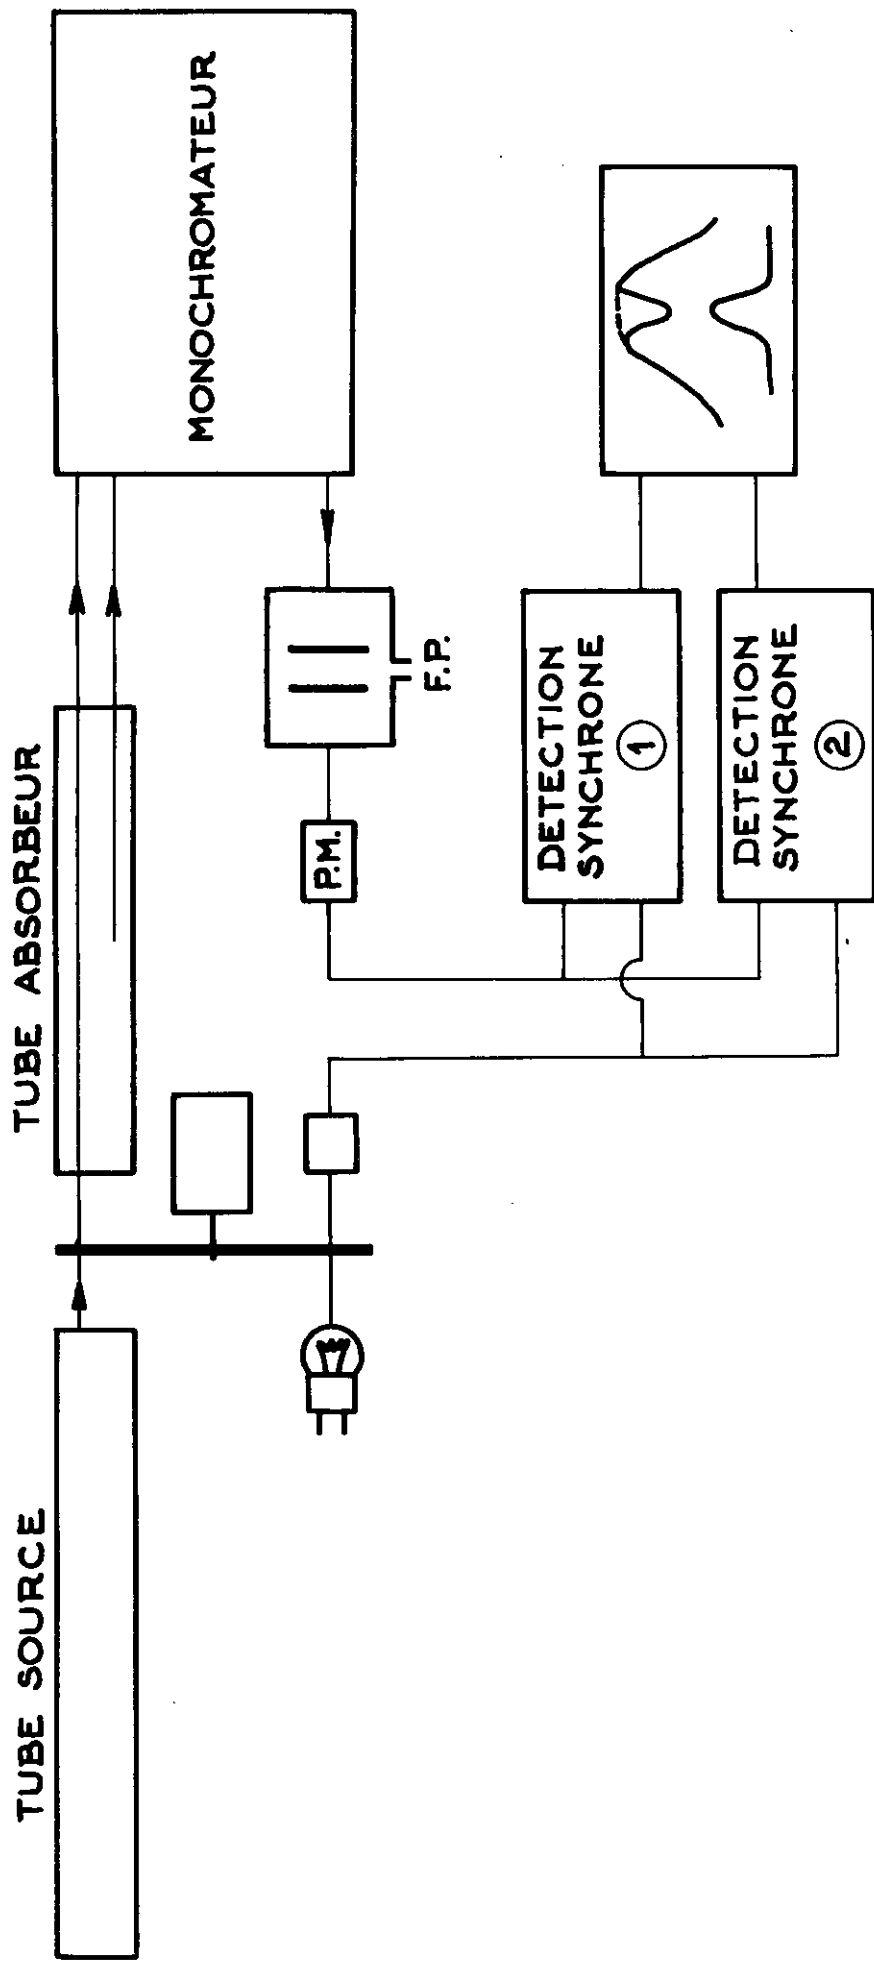 TUBE SOURCE
TUBE ABSORBEUR
MONOCHROMATEUR
F.P.
P.M.
DETECTION
SYNCHRONE
1
DETECTION
SYNCHRONE
2